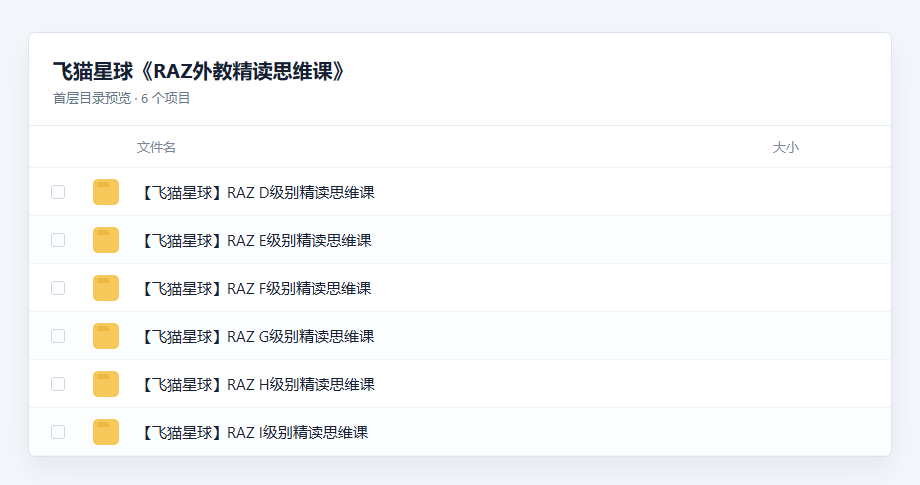 飞猫星球《RAZ外教精读思维课》
首层目录预览 · 6 个项目
文件名 大小
【飞猫星球】RAZ D级别精读思维课
【飞猫星球】RAZ E级别精读思维课
【飞猫星球】RAZ F级别精读思维课
【飞猫星球】RAZ G级别精读思维课
【飞猫星球】RAZ H级别精读思维课
【飞猫星球】RAZ I级别精读思维课